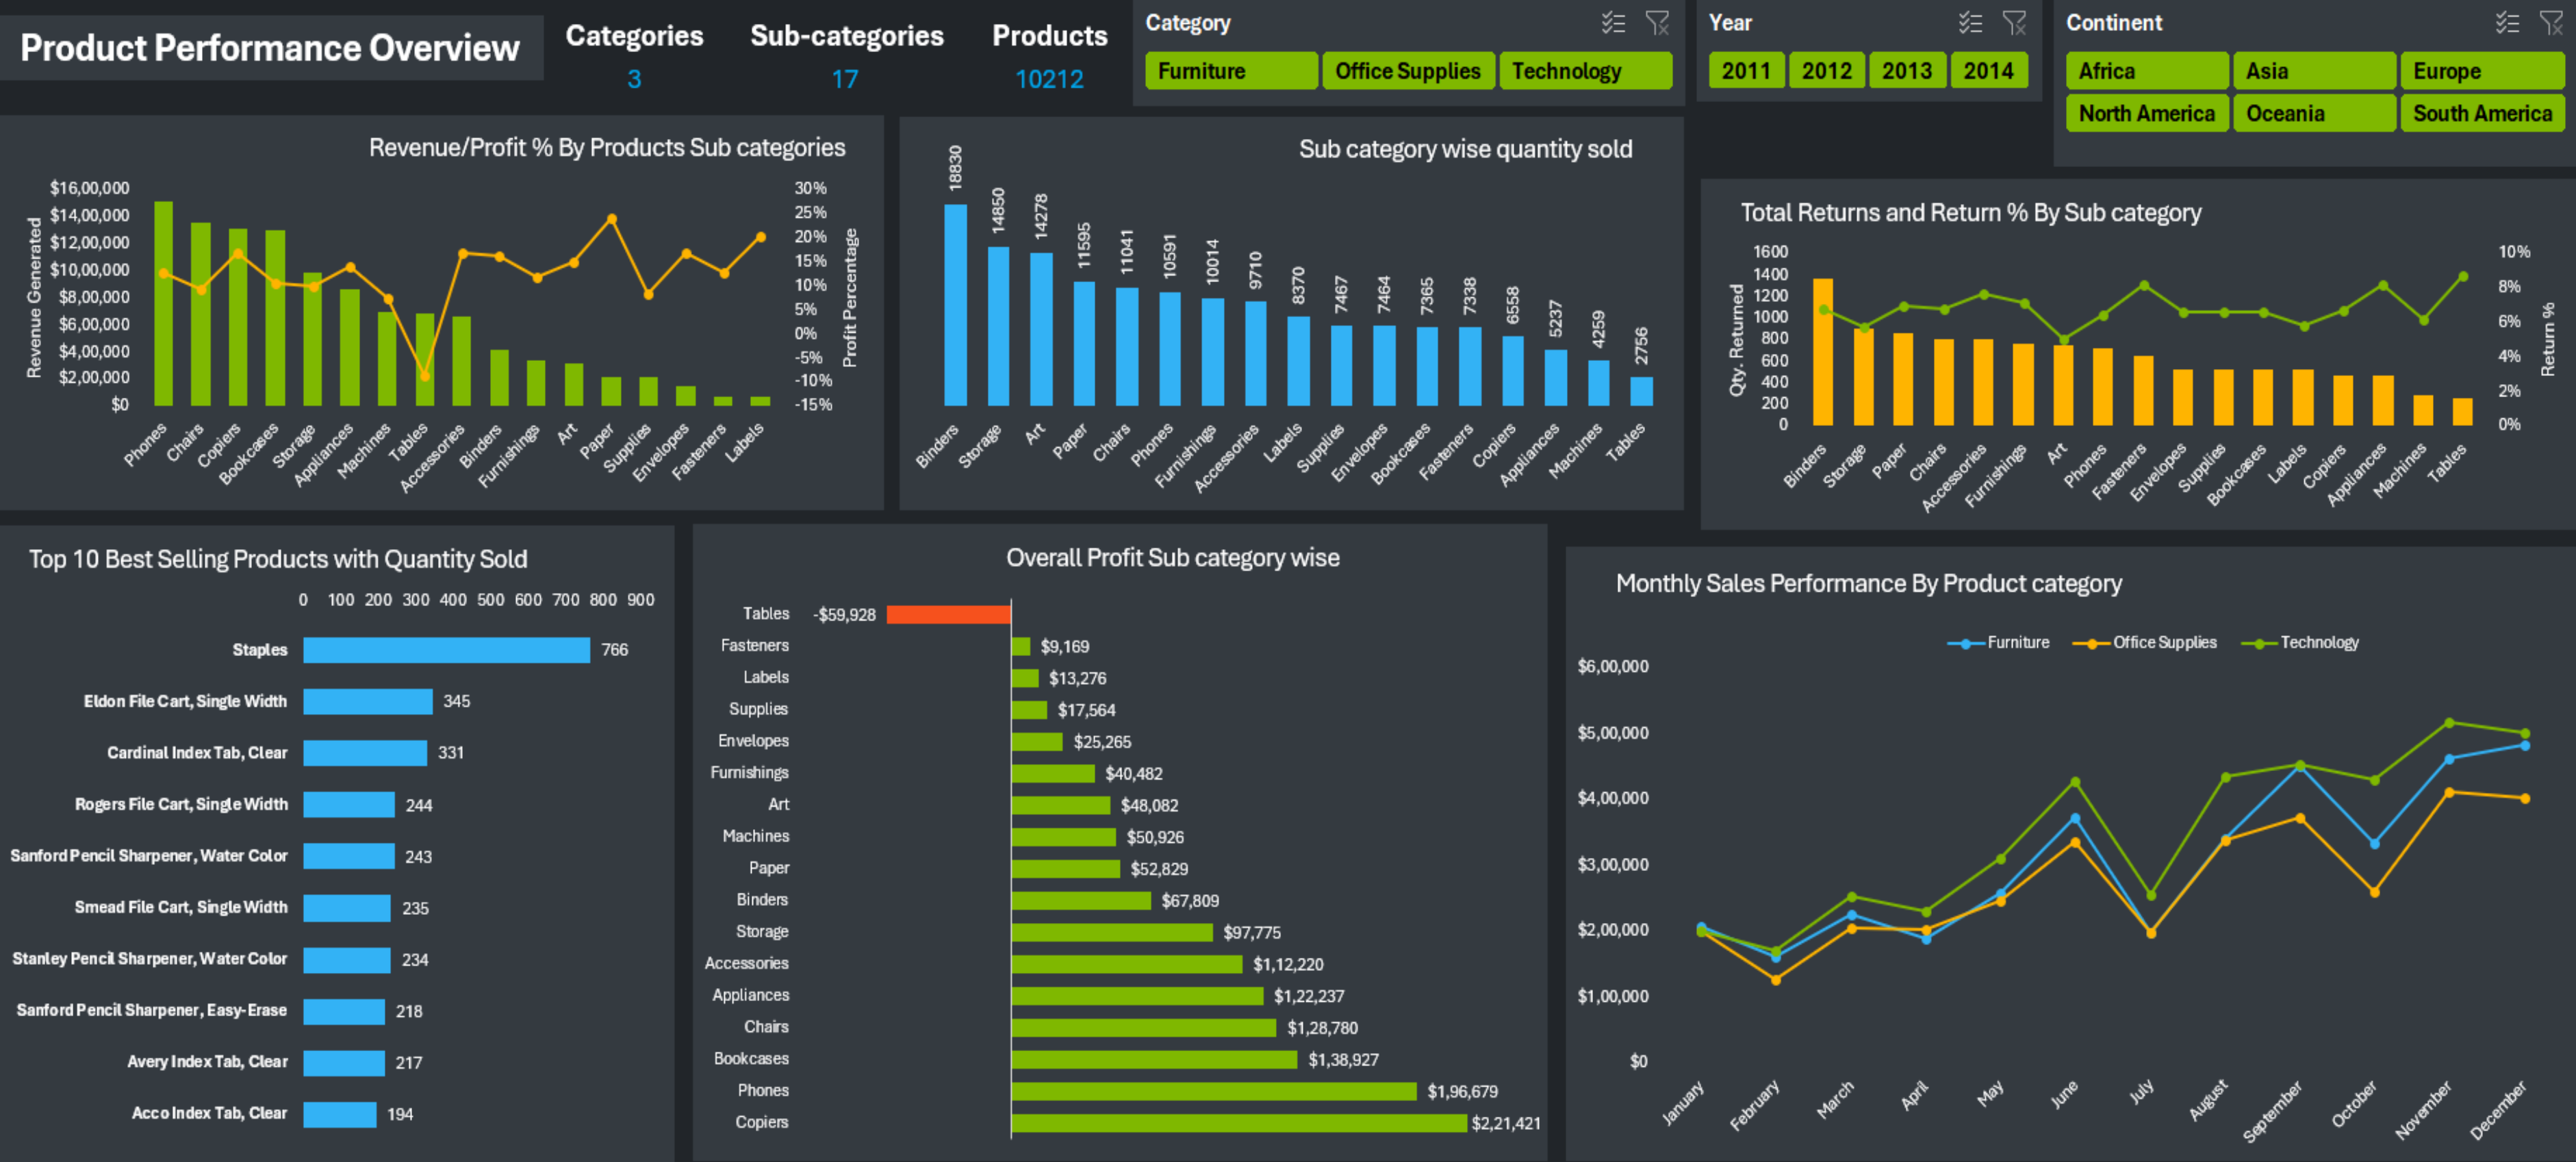 Product Performance Overview
Categories
3
Sub-categories
17
Products
10212
Category
Furniture
Office Supplies
Technology
Year
2011
2012
2013
2014
Continent
Africa
Asia
Europe
North America
Oceania
South America
Revenue/Profit % By Products Sub categories
Revenue Generated
$16,00,000
$14,00,000
$12,00,000
$10,00,000
$8,00,000
$6,00,000
$4,00,000
$2,00,000
$0
30%
25%
20%
15%
10%
5%
0%
-5%
-10%
-15%
Profit Percentage
Phones
Chairs
Copiers
Bookcases
Storage
Appliances
Machines
Tables
Accessories
Binders
Furnishings
Art
Paper
Supplies
Envelopes
Fasteners
Labels
Sub category wise quantity sold
18830
14850
14278
11595
11041
10591
10014
9710
8370
7467
7464
7365
7338
6558
5237
4259
2756
Binders
Storage
Art
Paper
Chairs
Phones
Furnishings
Accessories
Labels
Supplies
Envelopes
Bookcases
Fasteners
Copiers
Appliances
Machines
Tables
Total Returns and Return % By Sub category
Qty. Returned
1600
1400
1200
1000
800
600
400
200
0
10%
8%
6%
4%
2%
0%
Return %
Binders
Storage
Paper
Chairs
Accessories
Furnishings
Art
Phones
Fasteners
Envelopes
Supplies
Bookcases
Labels
Copiers
Appliances
Machines
Tables
Top 10 Best Selling Products with Quantity Sold
0 100 200 300 400 500 600 700 800 900
Staples 766
Eldon File Cart, Single Width 345
Cardinal Index Tab, Clear 331
Rogers File Cart, Single Width 244
Sanford Pencil Sharpener, Water Color 243
Smead File Cart, Single Width 235
Stanley Pencil Sharpener, Water Color 234
Sanford Pencil Sharpener, Easy-Erase 218
Avery Index Tab, Clear 217
Acco Index Tab, Clear 194
Overall Profit Sub category wise
Tables -$59,928
Fasteners $9,169
Labels $13,276
Supplies $17,564
Envelopes $25,265
Furnishings $40,482
Art $48,082
Machines $50,926
Paper $52,829
Binders $67,809
Storage $97,775
Accessories $1,12,220
Appliances $1,22,237
Chairs $1,28,780
Bookcases $1,38,927
Phones $1,96,679
Copiers $2,21,421
Monthly Sales Performance By Product category
Furniture Office Supplies Technology
$6,00,000
$5,00,000
$4,00,000
$3,00,000
$2,00,000
$1,00,000
$0
January
February
March
April
May
June
July
August
September
October
November
December